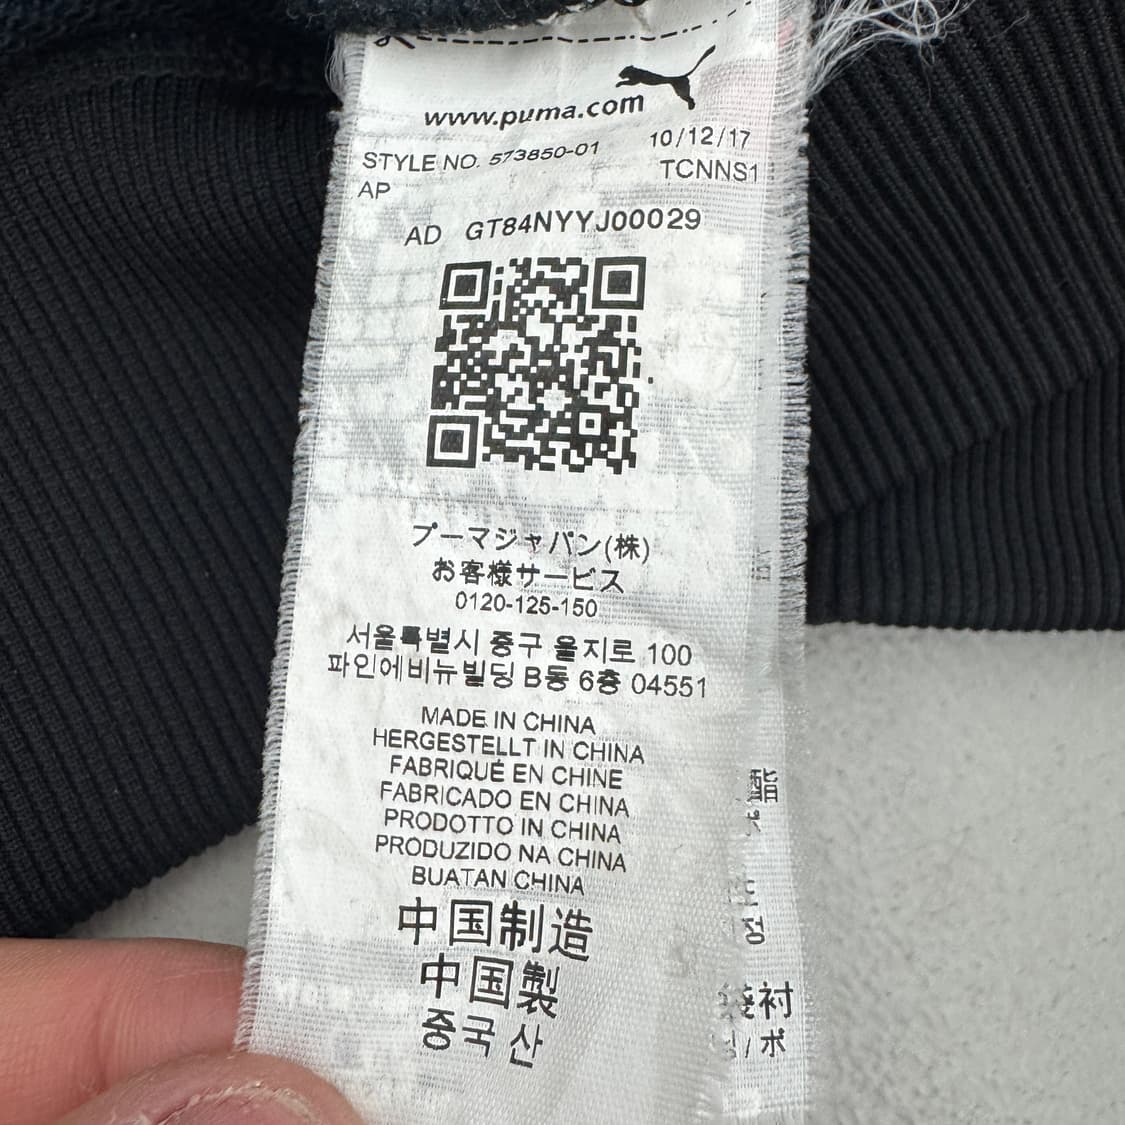 www.puma.com
STYLE NO. 573850-01 10/12/17
AP TCNNS1
AD GT84NYYJ00029
プーマジャパン(株)
お客様サービス
0120-125-150
서울특별시 중구 을지로 100
파인에비뉴빌딩 B동 6층 04551
MADE IN CHINA
HERGESTELLT IN CHINA
FABRIQUÉ EN CHINE
FABRICADO EN CHINA
PRODOTTO IN CHINA
PRODUZIDO NA CHINA
BUATAN CHINA
中国制造
中国製
중국산
酯
衬
/ポ